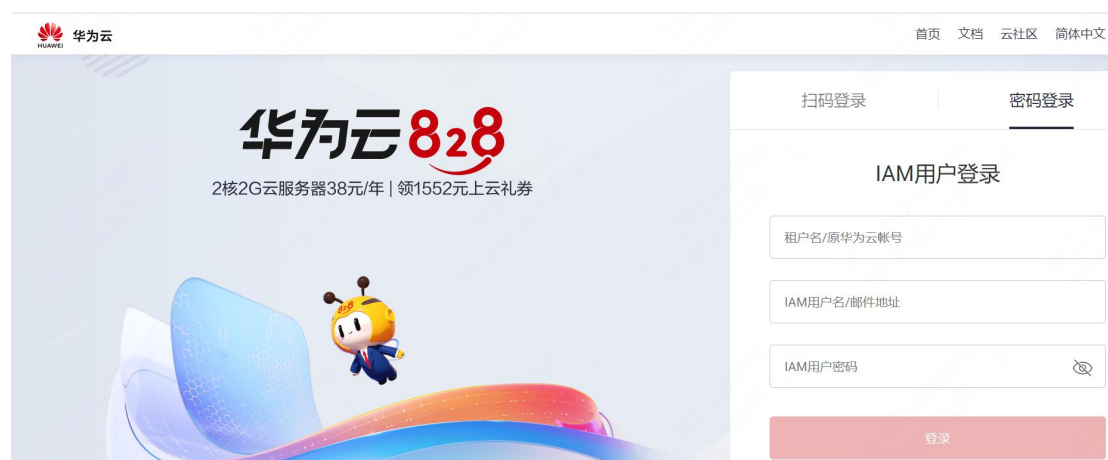 HUAWEI 华为云 首页 文档 云社区 简体中文
华为云828
2核2G云服务器38元/年 | 领1552元上云礼券
828
扫码登录 密码登录
IAM用户登录
租户名/原华为云帐号
IAM用户名/邮件地址
IAM用户密码
登录